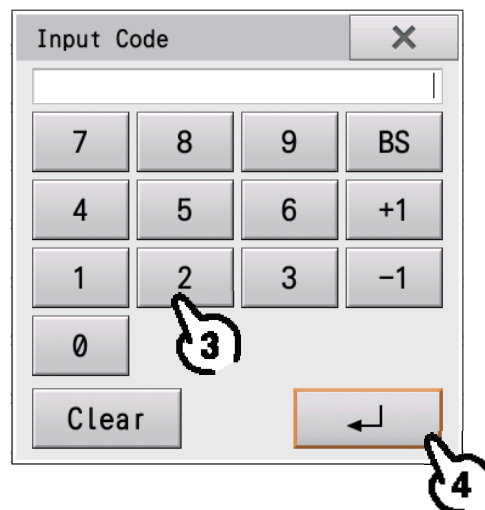 Input Code ×
7 8 9 BS
4 5 6 +1
1 2 3 −1
0 3
Clear ↵
4